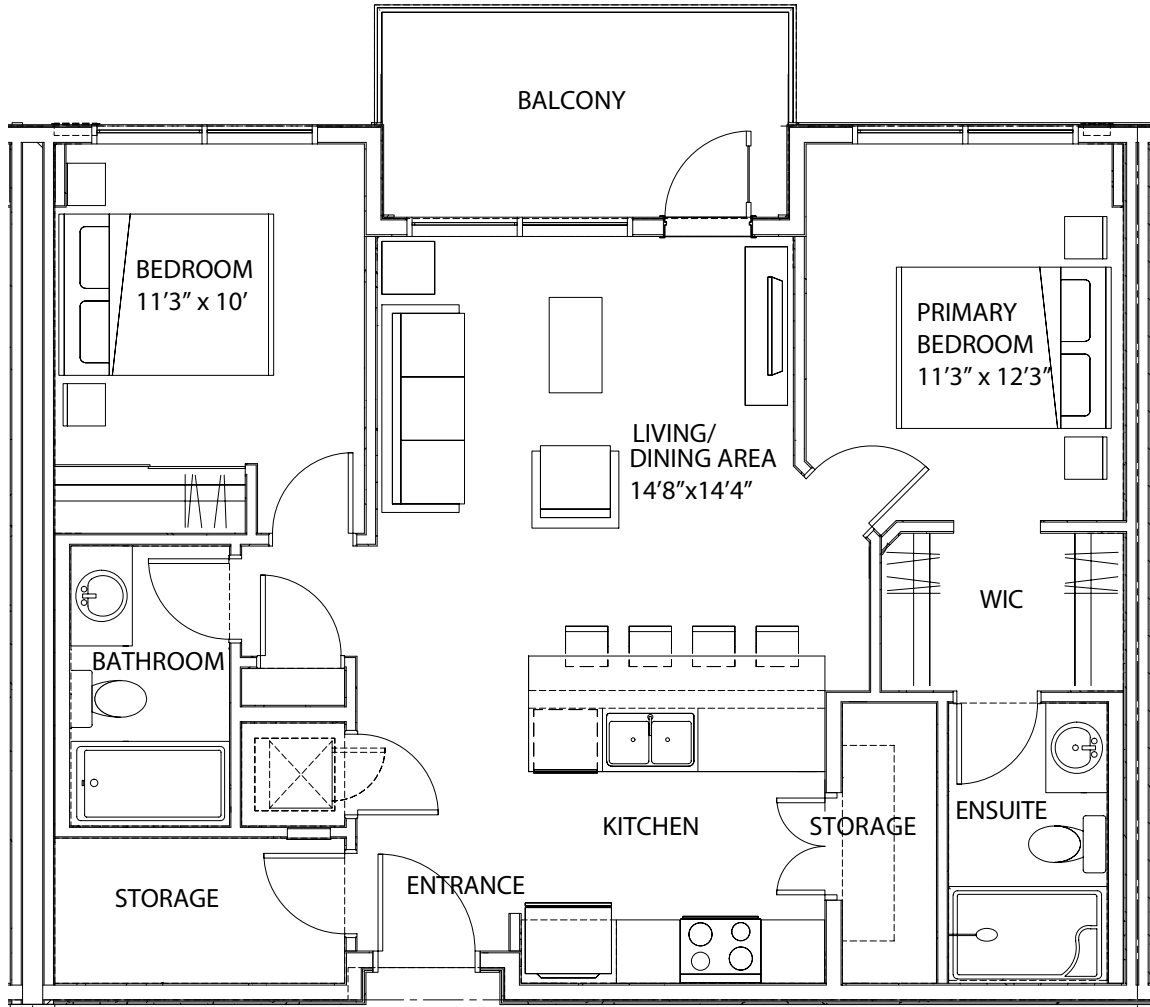 BALCONY
BEDROOM
11’3” x 10’
PRIMARY
BEDROOM
11’3” x 12’3”
LIVING/
DINING AREA
14’8”x14’4”
WIC
BATHROOM
KITCHEN
STORAGE
ENSUITE
ENTRANCE
STORAGE